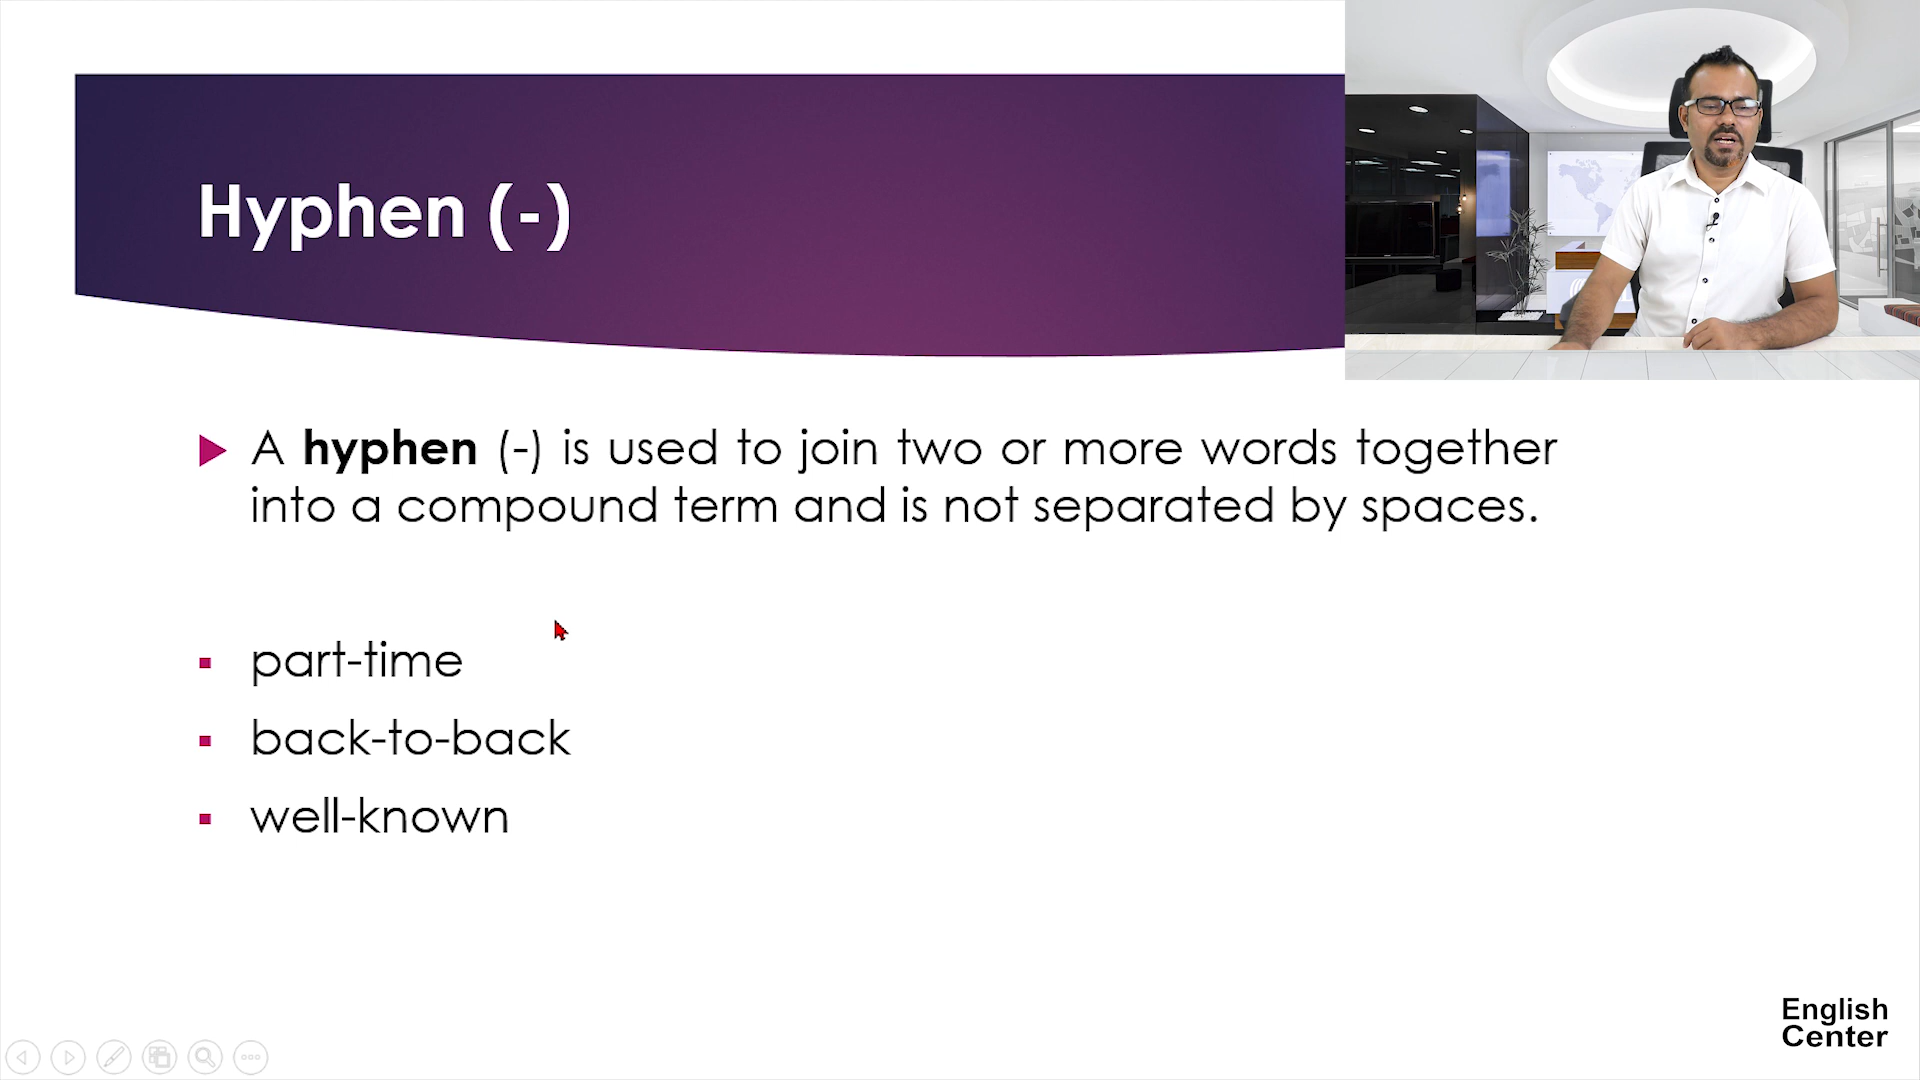 Hyphen (-)
A hyphen (-) is used to join two or more words together
into a compound term and is not separated by spaces.
part-time
back-to-back
well-known
English
Center